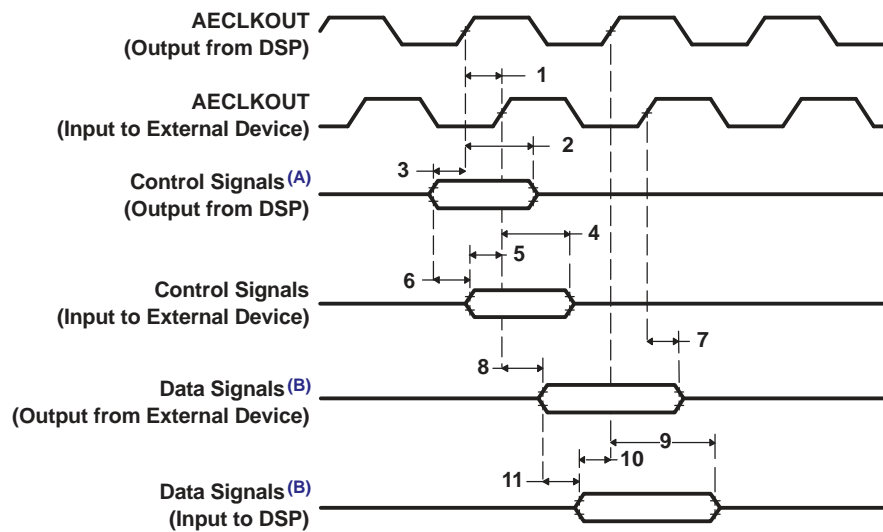 AECLKOUT
(Output from DSP)
1
AECLKOUT
(Input to External Device)
2
3
Control Signals (A)
(Output from DSP)
4
5
6
Control Signals
(Input to External Device)
7
8
Data Signals (B)
(Output from External Device)
9
10
11
Data Signals (B)
(Input to DSP)